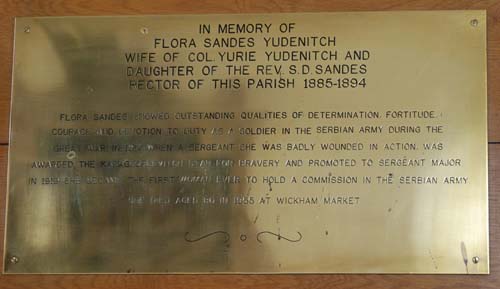 IN MEMORY OF
FLORA SANDES YUDENITCH
WIFE OF COL. YURIE YUDENITCH AND
DAUGHTER OF THE REV. S.D. SANDES
RECTOR OF THIS PARISH 1885-1894
FLORA SANDES SHOWED OUTSTANDING QUALITIES OF DETERMINATION, FORTITUDE,
COURAGE AND DEVOTION TO DUTY AS A SOLDIER IN THE SERBIAN ARMY DURING THE
GREAT WAR WHEN A SERGEANT SHE WAS BADLY WOUNDED IN ACTION, WAS
AWARDED THE FOR BRAVERY AND PROMOTED TO SERGEANT MAJOR
IN THE FIRST WOMAN EVER TO HOLD A COMMISSION IN THE SERBIAN ARMY
SHE DIED AGED 80 IN AT WICKHAM MARKET